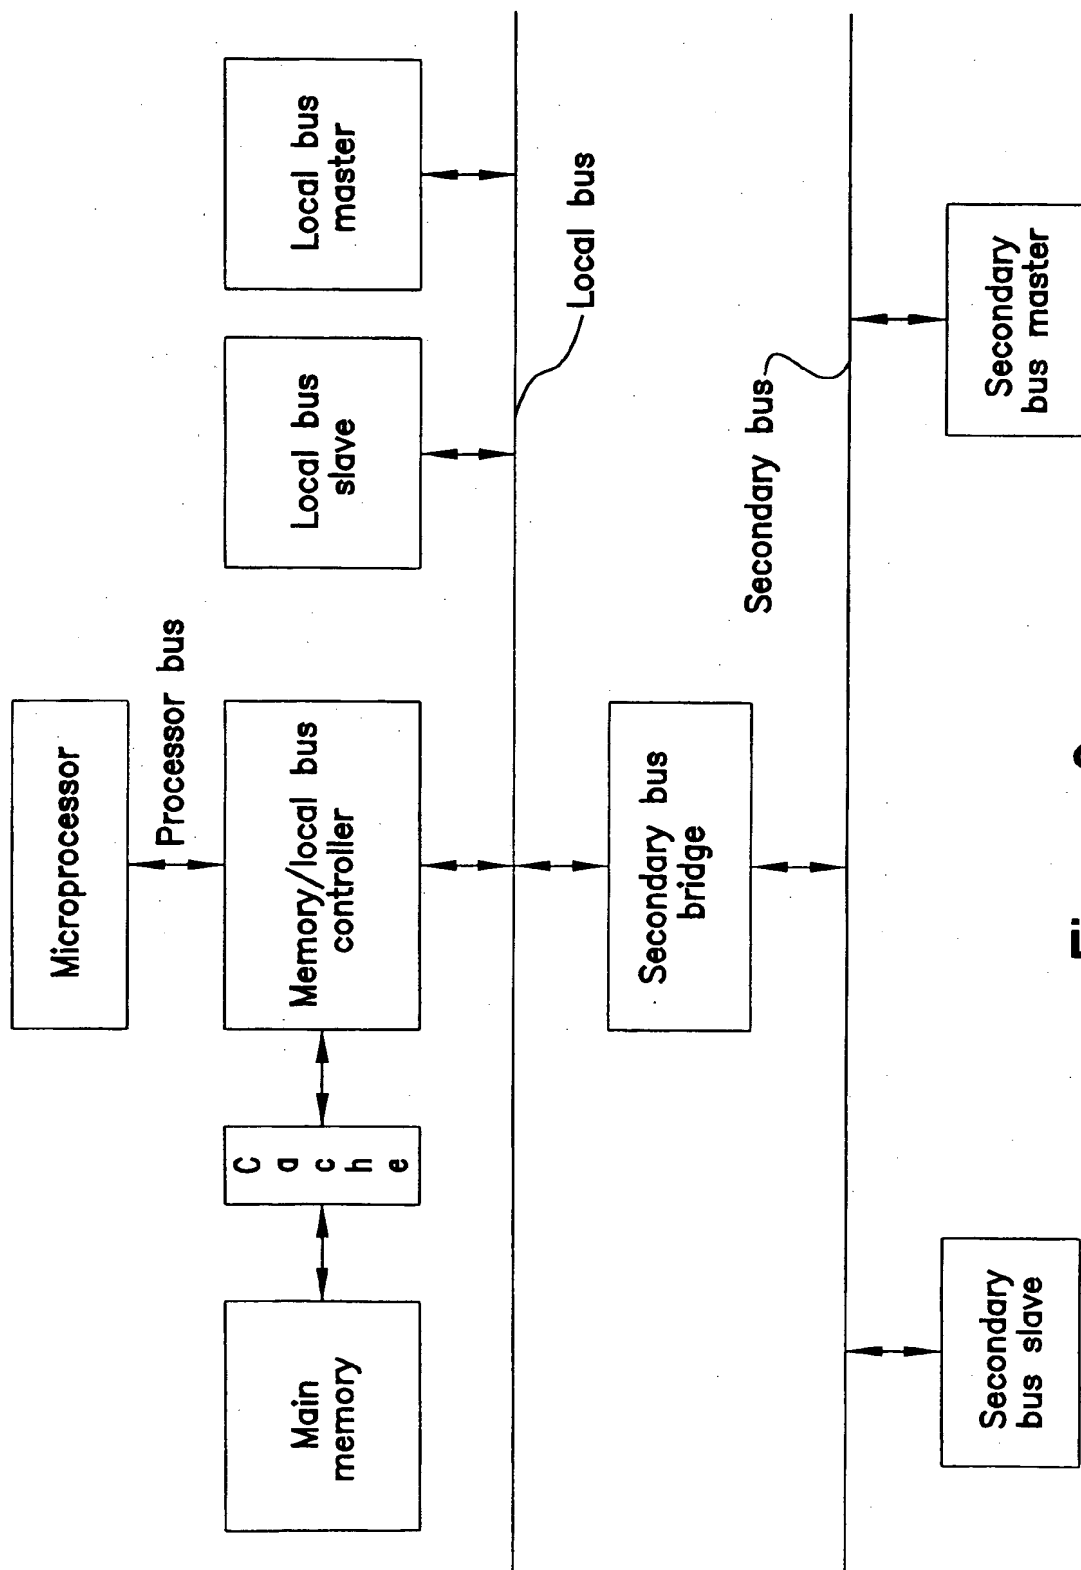 Microprocessor
Processor bus
Main
memory
Cache
Memory/local bus
controller
Local bus
slave
Local bus
master
Local bus
Secondary bus
bridge
Secondary bus
Secondary
bus slave
Secondary
bus master